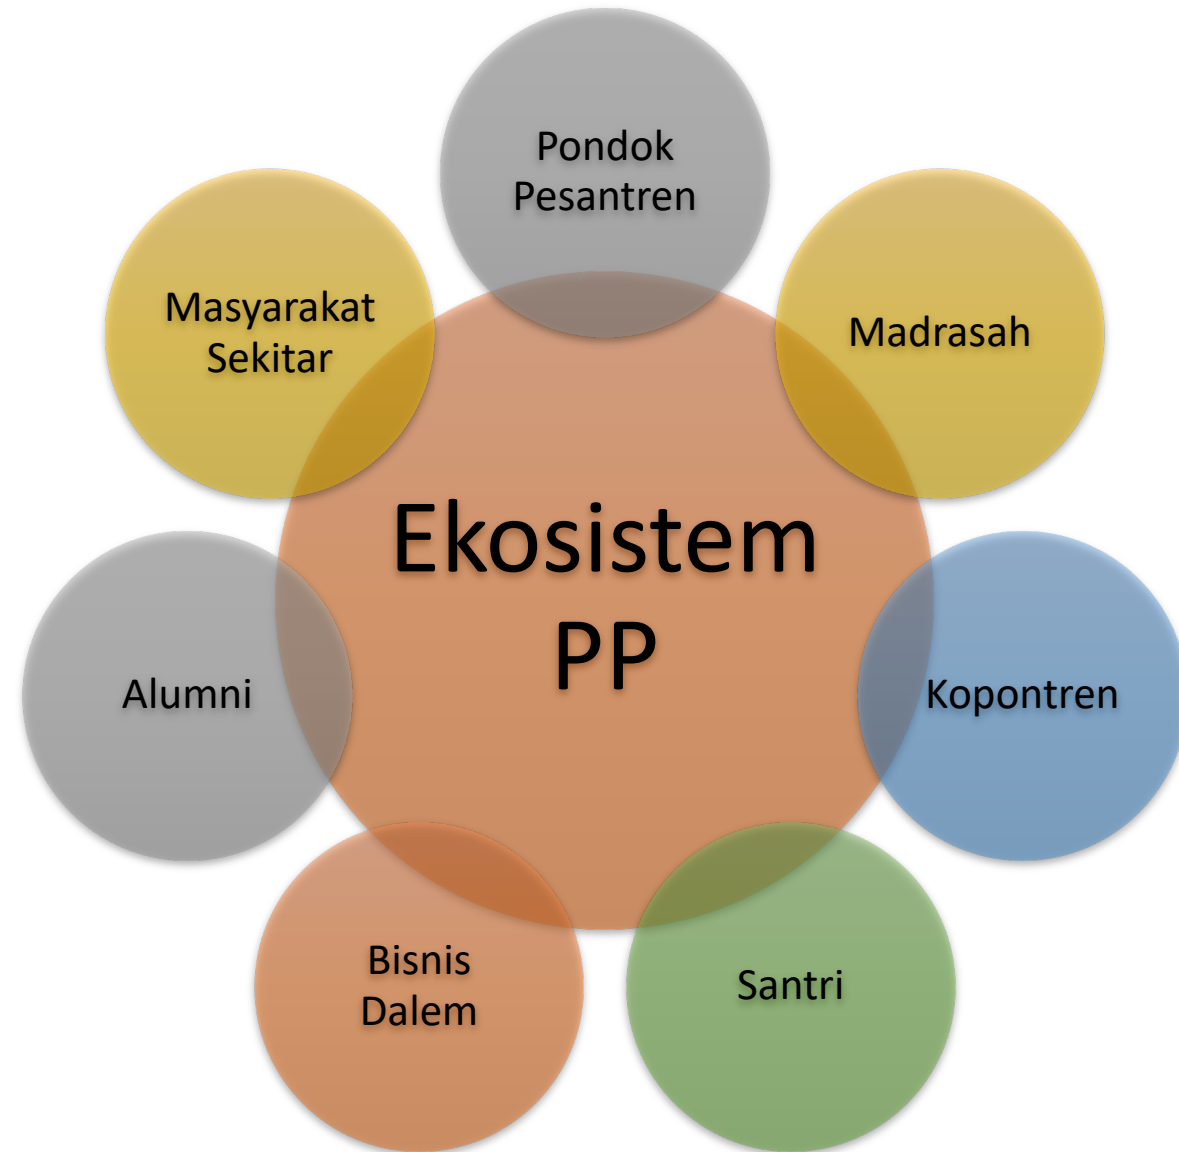 Pondok
Pesantren
Masyarakat
Sekitar
Madrasah
Ekosistem
PP
Alumni
Kopontren
Bisnis
Dalem
Santri